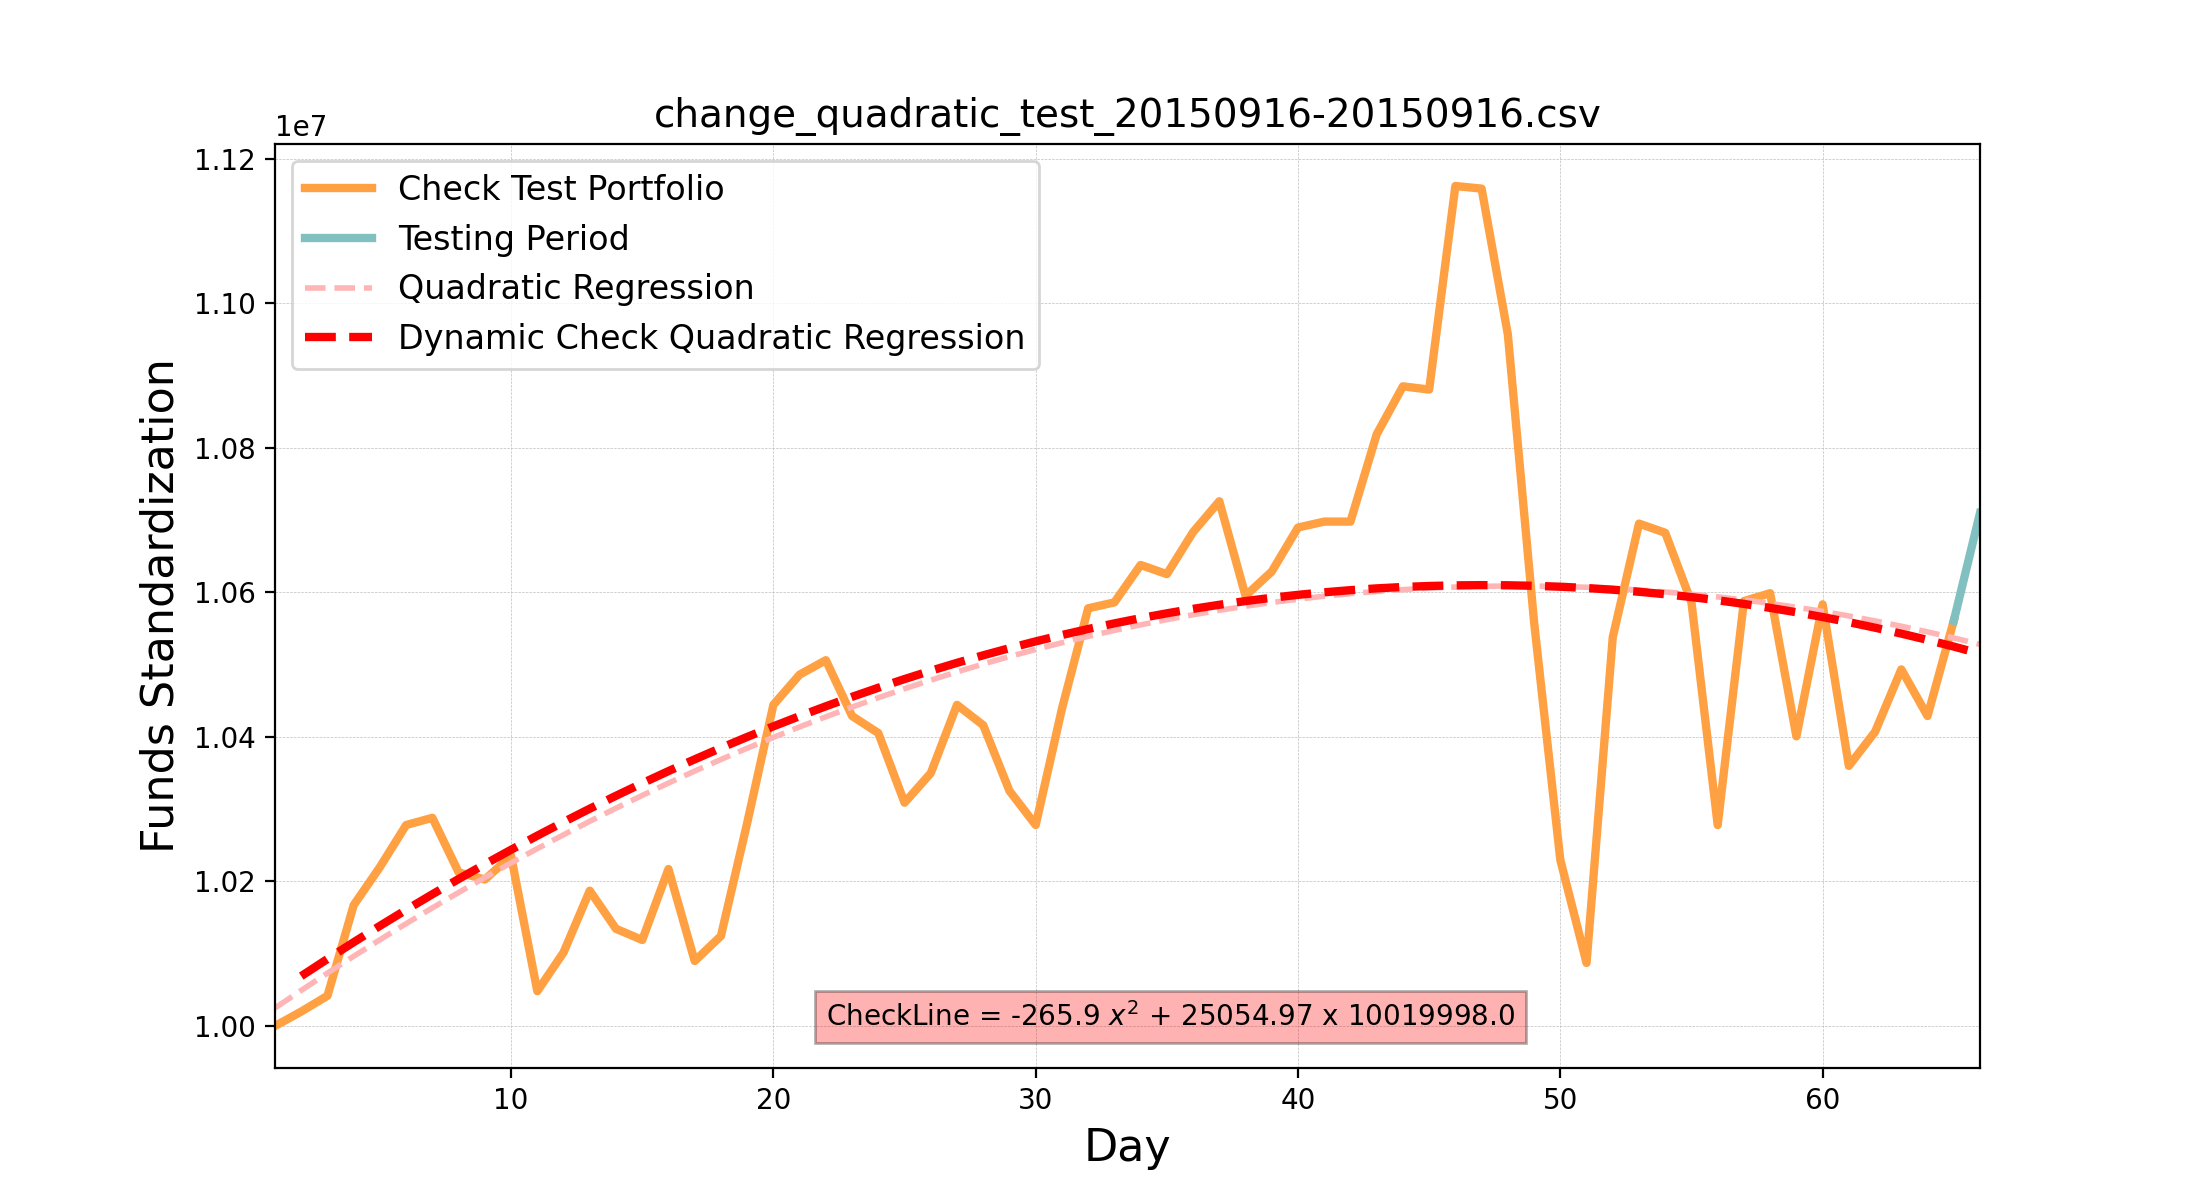 change_quadratic_test_20150916-20150916.csv
1e7
1.12
1.10
1.08
1.06
1.04
1.02
1.00
Funds Standardization
Check Test Portfolio
Testing Period
Quadratic Regression
Dynamic Check Quadratic Regression
CheckLine = -265.9 x² + 25054.97 x 10019998.0
10 20 30 40 50 60
Day